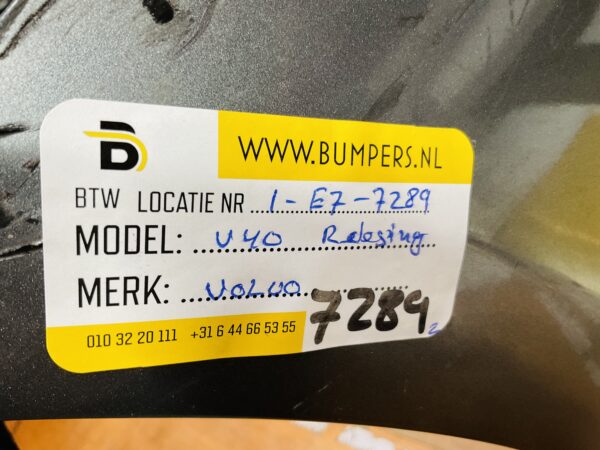 B
WWW.BUMPERS.NL
BTW LOCATIE NR 1-E7-7289
MODEL: V40 Redesing
MERK: VOLVO
7289
010 32 20 111 +31 6 44 66 53 55